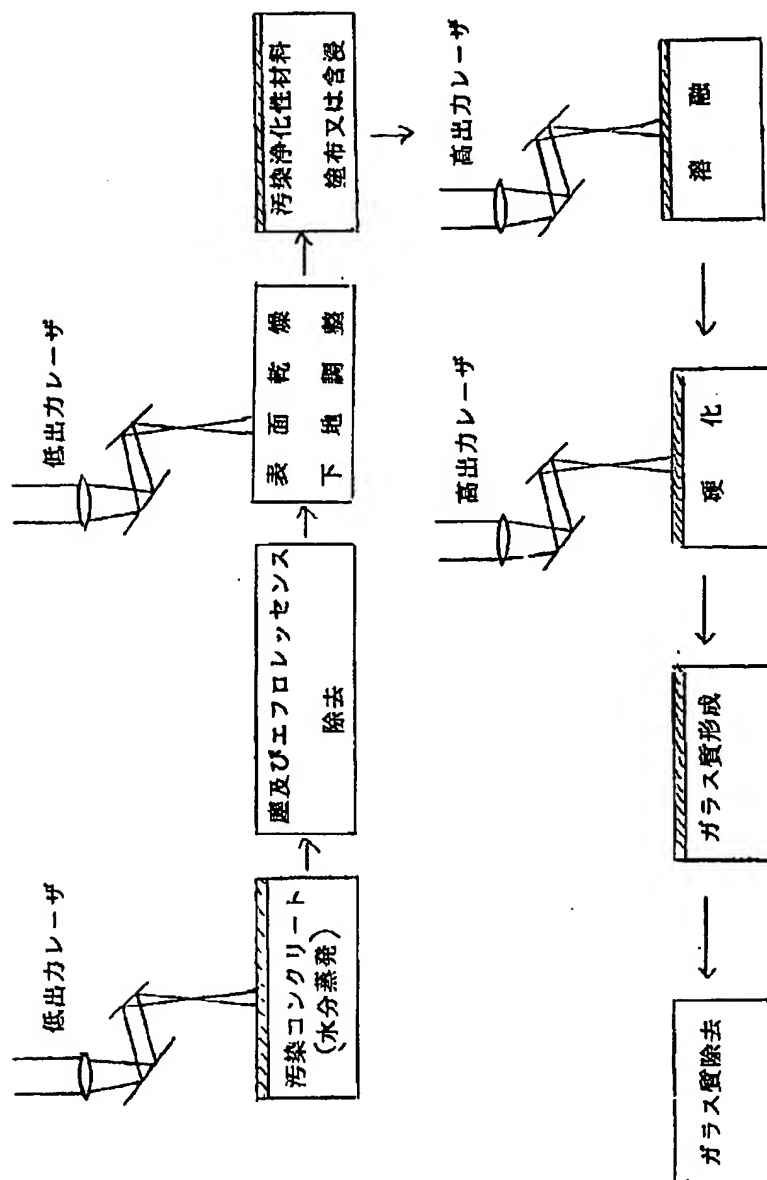 低出力レーザ
汚染コンクリート
(水分蒸発)
塵及びエフロレッセンス
除去
低出力レーザ
表面乾燥
下地調整
汚染浄化性材料
塗布又は含浸
高出力レーザ
溶融
高出力レーザ
硬化
ガラス質形成
ガラス質除去